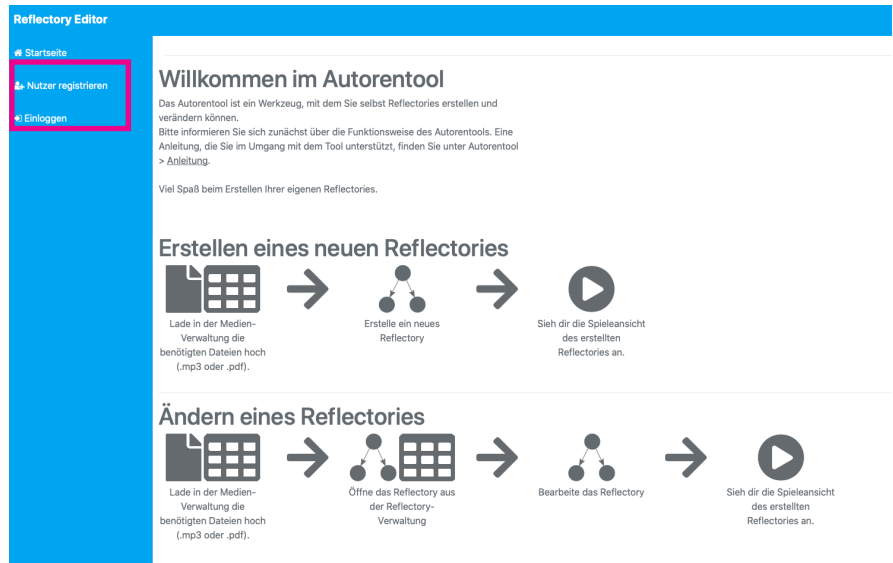 Reflectory Editor
Startseite
Nutzer registrieren
Einloggen
Willkommen im Autorentool
Das Autorentool ist ein Werkzeug, mit dem Sie selbst Reflectories erstellen und
verändern können.
Bitte informieren Sie sich zunächst über die Funktionsweise des Autorentools. Eine
Anleitung, die Sie im Umgang mit dem Tool unterstützt, finden Sie unter Autorentool
> Anleitung.
Viel Spaß beim Erstellen Ihrer eigenen Reflectories.
Erstellen eines neuen Reflectories
Lade in der Medien-
Verwaltung die
benötigten Dateien hoch
(.mp3 oder .pdf).
Erstelle ein neues
Reflectory
Sieh dir die Spieleansicht
des erstellten
Reflectories an.
Ändern eines Reflectories
Lade in der Medien-
Verwaltung die
benötigten Dateien hoch
(.mp3 oder .pdf).
Öffne das Reflectory aus
der Reflectory-
Verwaltung
Bearbeite das Reflectory
Sieh dir die Spieleansicht
des erstellten
Reflectories an.